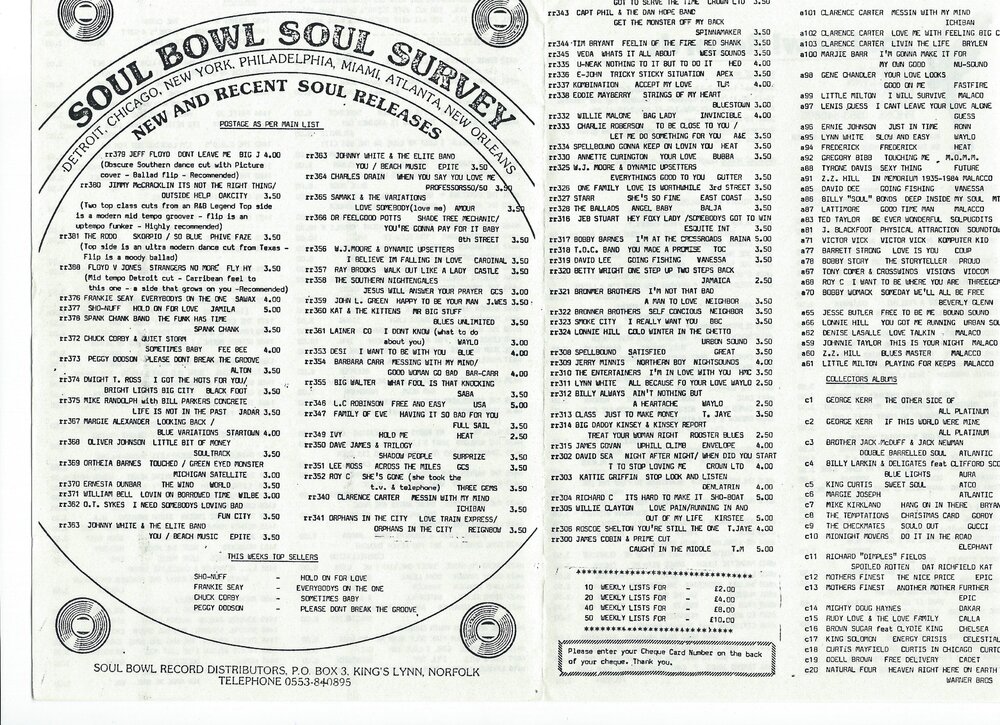 SOUL BOWL SOUL SURVEY
·DETROIT, CHICAGO, NEW YORK, PHILADELPHIA, MIAMI, ATLANTA, NEW ORLEANS·
NEW AND RECENT SOUL RELEASES
POSTAGE AS PER MAIN LIST
rr379 JEFF FLOYD DONT LEAVE ME BIG J 4.00
(Obscure Southern dance cut with Picture
cover - Ballad flip - Recommended)
rr380 JIMMY McCRACKLIN ITS NOT THE RIGHT THING/
OUTSIDE HELP OAKCITY 3.50
(Two top class cuts from an R&B Legend Top side
is a modern mid tempo groover - flip is an
uptempo funker - Highly recommended)
rr381 THE RODO SKORPIO / SO BLUE PHIVE FAZE 3.50
(Top side is an ultra modern dance cut from Texas -
Flip is a moody ballad)
rr388 FLOYD V JONES STRANGERS NO MORE FLY HY 3.50
(Mid tempo Detroit cut - Carribean feel to
this one - a side that grows on you -Recommended)
rr376 FRANKIE SEAY EVERYBODYS ON THE ONE SAWAX 4.00
rr377 SHO-NUFF HOLD ON FOR LOVE JAMILA 5.00
rr378 SPANK CHANK BAND THE FUNK HAS TIME
SPANK CHANK 3.50
rr372 CHUCK CORBY & QUIET STORM
SOMETIMES BABY FEE BEE 4.00
rr373 PEGGY DODSON PLEASE DONT BREAK THE GROOVE
ALTON 3.50
rr374 DWIGHT T. ROSS I GOT THE HOTS FOR YOU/
BRIGHT LIGHTS BIG CITY BLACK FOOT 3.50
rr375 MIKE RANDOLPH with BILL PARKERS CONCRETE
LIFE IS NOT IN THE PAST JADAR 3.50
rr367 MARGIE ALEXANDER LOOKING BACK /
BLUE VARIATIONS STARTOWN 4.00
rr368 OLIVER JOHNSON LITTLE BIT OF MONEY
SOULTRACK 3.50
rr369 ORTHEIA BARNES TOUCHED / GREEN EYED MONSTER
MICHIGAN SATELLITE 3.00
rr370 ERNESTA DUNBAR THE WIND WORLD 3.50
rr371 WILLIAM BELL LOVIN ON BORROWED TIME WILBE 3.00
rr362 O.T. SYKES I NEED SOMEBODYS LOVING BAD
FUN CITY 3.50
rr363 JOHNNY WHITE & THE ELITE BAND
YOU / BEACH MUSIC EPITE 3.50
rr363 JOHNNY WHITE & THE ELITE BAND
YOU / BEACH MUSIC EPITE 3.50
rr364 CHARLES DRAIN WHEN YOU SAY YOU LOVE ME
PROFESSORSSO/SO 3.50
rr365 SAMAKI & THE VARIATIONS
LOVE SOMEBODY(love me) AMOUR 3.50
rr366 DR FEELGOOD POTTS SHADE TREE MECHANIC/
YOU'RE GONNA PAY FOR IT BABY
8th STREET 3.50
rr356 W.J.MOORE & DYNAMIC UPSETTERS
I BELIEVE IM FALLING IN LOVE CARDINAL 3.50
rr357 RAY BROOKS WALK OUT LIKE A LADY CASTLE 3.50
rr358 THE SOUTHERN NIGHTENGALES
JESUS WILL ANSWER YOUR PRAYER GCS 3.00
rr359 JOHN L. GREEN HAPPY TO BE YOUR MAN J.WES 3.50
rr360 KAT & THE KITTENS MR BIG STUFF
BLUES UNLIMITED 3.50
rr361 LAINER CO I DONT KNOW (what to do
about you) WAYLO 3.00
rr353 DESI I WANT TO BE WITH YOU BLUE 4.00
rr354 BARBARA CARR MESSING WITH MY MIND/
GOOD WOMAN GO BAD BAR-CARR 4.00
rr355 BIG WALTER WHAT FOOL IS THAT KNOCKING
SABA 3.50
rr346 L.C ROBINSON FREE AND EASY USA 5.00
rr347 FAMILY OF EVE HAVING IT SO BAD FOR YOU
FULL SAIL 3.50
rr349 IVY HOLD ME HEAT 2.50
rr350 DAVE JAMES & TRILOGY
SHADOW PEOPLE SURPRIZE 3.50
rr351 LEE MOSS ACROSS THE MILES GCS 3.50
rr352 ROY C SHE'S GONE (she took the
t.v. & telephone) THREE GEMS 3.50
rr340 CLARENCE CARTER MESSIN WITH MY MIND
ICHIBAN 3.50
rr341 ORPHANS IN THE CITY LOVE TRAIN EXPRESS/
ORPHANS IN THE CITY REIGNBOW 3.50
THIS WEEKS TOP SELLERS
SHO-NUFF - HOLD ON FOR LOVE
FRANKIE SEAY - EVERYBODYS ON THE ONE
CHUCK CORBY - SOMETIMES BABY
PEGGY DODSON - PLEASE DONT BREAK THE GROOVE
SOUL BOWL RECORD DISTRIBUTORS, P.O. BOX 3, KING'S LYNN, NORFOLK
TELEPHONE 0553-840895
GOT TO SERVE THE TIME CROWN LTD 3.50
rr343 CAPT PHIL & THE DAN HOPE BAND
GET THE MONSTER OFF MY BACK
SPINNAMAKER 3.50
rr344 TIM BRYANT FEELIN OF THE FIRE RED SHANK 3.50
rr345 VEDA WHATS IT ALL ABOUT WEST SOUNDS 3.50
rr335 U-NEAK NOTHING TO IT BUT TO DO IT HEO 4.00
rr336 E-JOHN TRICKY STICKY SITUATION APEX 3.50
rr337 KOMBINATION ACCEPT MY LOVE TLM 4.00
rr338 EDDIE MAYBERRY STRINGS OF MY HEART
BLUESTOWN 3.00
rr332 WILLIE MALONE BAG LADY INVINCIBLE 4.00
rr333 CHARLIE ROBERSON TO BE CLOSE TO YOU /
LET ME DO SOMETHING FOR YOU A&E 3.50
rr334 SPELLBOUND GONNA KEEP ON LOVIN YOU HEAT 3.50
rr330 ANNETTE CURINGTON YOUR LOVE BUBBA 3.50
rr325 W.J. MOORE & DYNAMIC UPSETTERS
EVERYTHINGS GOOD TO YOU GUTTER 3.50
rr326 ONE FAMILY LOVE IS WORTHWHILE 3rd STREET 3.50
rr327 STARR SHE'S SO FINE EAST COAST 3.50
rr328 THE BALLADS ANGEL BABY BALJA 3.50
rr316 JEB STUART HEY FOXY LADY /SOMEBODYS GOT TO WIN
ESQUITE INT 3.50
rr317 BOBBY BARNES I'M AT THE CROSSROADS RAINA 5.00
rr318 T.D.C. BAND YOU MADE A PROMISE TDC 3.50
rr319 DAVID LEE GOING FISHING VANESSA 3.50
rr320 BETTY WRIGHT ONE STEP UP TWO STEPS BACK
JAMAICA 2.50
rr321 BRONMER BROTHERS I'M NOT THAT BAD
A MAN TO LOVE NEIGHBOR 3.50
rr322 BRONNER BROTHERS SELF CONCIOUS NEIGHBOR 3.50
rr323 SMOKE CITY I REALLY WANT YOU BBC 3.50
rr324 LONNIE HILL COLD WINTER IN THE GHETTO
URBON SOUND 3.50
rr308 SPELLBOUND SATISFIED GREAT 3.50
rr309 JERRY MINNIS NORTHERN BOY NIGHTSOUNDS 4.00
rr310 THE ENTERTAINERS I'M IN LOVE WITH YOU HMC 3.50
rr311 LYNN WHITE ALL BECAUSE FO YOUR LOVE WAYLO 2.50
rr312 BILLY ALWAYS AIN'T NOTHING BUT
A HEARTACHE WAYLO 2.50
rr313 CLASS JUST TO MAKE MONEY T. JAYE 4.50
rr314 BIG DADDY KINSEY & KINSEY REPORT
TREAT YOUR WOMAN RIGHT ROOSTER BLUES 2.50
rr315 JAMES GOVAN UPHILL CLIMB ENVELOPE 4.00
rr302 DAVID SEA NIGHT AFTER NIGHT/ WHEN DID YOU START
T TO STOP LOVING ME CROWN LTD 4.00
rr303 KATTIE GRIFFIN STOP LOOK AND LISTEN
DEMLATRIN 4.00
rr304 RICHARD C ITS HARD TO MAKE IT SHO-BOAT 5.00
rr305 WILLIE CLAYTON LOVE PAIN/RUNNING IN AND
OUT OF MY LIFE KIRSTEE 5.00
rr306 ROSCOE SHELTON YOU'RE STILL THE ONE T.JAYE 4.00
rr300 JAMES COBIN & PRIME CUT
CAUGHT IN THE MIDDLE T.M 5.00
10 WEEKLY LISTS FOR - £2.00
20 WEEKLY LISTS FOR - £4.00
40 WEEKLY LISTS FOR - £8.00
50 WEEKLY LISTS FOR - £10.00
Please enter your Cheque Card Number on the back
of your cheque. Thank you.
a101 CLARENCE CARTER MESSIN WITH MY MIND
ICHIBAN
a102 CLARENCE CARTER LOVE ME WITH FEELING BIG C
a103 CLARENCE CARTER LIVIN THE LIFE BRYLEN
a100 MARJIE BARR I'M GONNA MAKE IT FOR
MY OWN GOOD NU-SOUND
a98 GENE CHANDLER YOUR LOVE LOOKS
GOOD ON ME FASTFIRE
a99 LITTLE MILTON I WILL SURVIVE MALACO
a97 LENIS GUESS I CANT LEAVE YOUR LOVE ALONE
GUESS
a96 ERNIE JOHNSON JUST IN TIME RONN
a95 LYNN WHITE SLOW AND EASY WAYLO
a94 FREDERICK FREDERICK HEAT
a92 GREGORY BIBB TOUCHING ME M.O.M.M.
a88 TYRONE DAVIS SEXY THING FUTURE
a91 Z.Z. HILL IN MEMORIUM 1935-1984 MALACCO
a85 DAVID DEE GOING FISHING VANESSA
a86 BILLY "SOUL" BONDS DEEP INSIDE MY SOUL MT
a87 LATTIMORE GOOD TIME MAN MALACCO
a83 TED TAYLOR BE EVER WONDERFUL SOLPUGDITS
a81 J. BLACKFOOT PHYSICAL ATTRACTION SOUNDTOW
a71 VICTOR VICK VICTOR VICK KOMPUTER KID
a77 BARRETT STRONG LOVE IS YOU COUP
a78 BOBBY STORY THE STORYTELLER PROUD
a67 TONY COMER & CROSSWINDS VISIONS VIDCOM
a68 ROY C I WANT TO BE WHERE YOU ARE THREEGEM
a70 BOBBY WOMACK SOMEDAY WE'LL ALL BE FREE
BEVERLY GLENN
a65 JESSE BUTLER FREE TO BE ME BOUND SOUND
a66 LONNIE HILL YOU GOT ME RUNNING URBAN SO
a62 DENISE LASALLE LOVE TALKIN MALACO
a59 JOHNNIE TAYLOR THIS IS YOUR NIGHT MALACO
a60 Z.Z. HILL BLUES MASTER MALACCO
a61 LITTLE MILTON PLAYING FOR KEEPS MALACCO
COLLECTORS ALBUMS
c1 GEORGE KERR THE OTHER SIDE OF
ALL PLATINUM
c2 GEORGE KERR IF THIS WORLD WERE MINE
ALL PLATINUM
c3 BROTHER JACK McDUFF & JACK NEWMAN
DOUBLE BARRELLED SOUL ATLANTIC
c4 BILLY LARKIN & DELIGATES feat CLIFFORD SCO
BLUE LIGHTS AURA
c5 KING CURTIS SWEET SOUL ATCO
c6 MARGIE JOSEPH ATLANTIC
c7 MIKE KIRKLAND HANG ON IN THERE BRYAN
c8 THE TEMPTATIONS CHRISTMAS CARD GORDY
c9 THE CHECKMATES SOULD OUT GUCCI
c10 MIDNIGHT MOVERS DO IT IN THE ROAD
ELEPHANT
c11 RICHARD "DIMPLES" FIELDS
SPOILED ROTTEN DAT RICHFIELD KAT
c12 MOTHERS FINEST THE NICE PRICE EPIC
c13 MOTHERS FINEST ANOTHER MOTHER FURTHER
EPIC
c14 MIGHTY DOUG HAYNES DAKAR
c15 RUDY LOVE & THE LOVE FAMILY CALLA
c16 BROWN SUGAR feat CLYDIE KING CHELSEA
c17 KING SOLOMON ENERGY CRISIS CELESTIAL
c18 CURTIS MAYFIELD CURTIS IN CHICAGO CURTO
c19 ODELL BROWN FREE DELIVERY CADET
c20 NATURAL FOUR HEAVEN RIGHT HERE ON EARTH
WARNER BROS